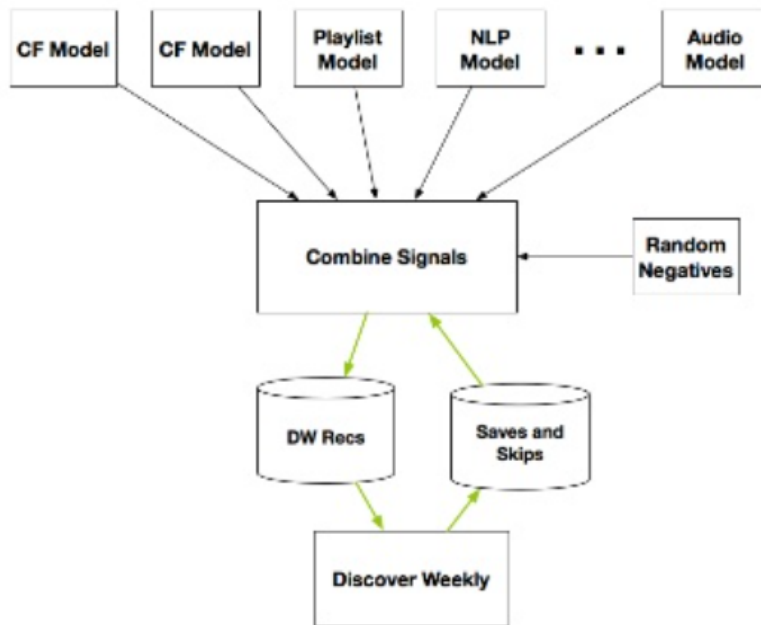 CF Model
CF Model
Playlist
Model
NLP
Model
...
Audio
Model
Combine Signals
Random
Negatives
DW Recs
Saves and
Skips
Discover Weekly